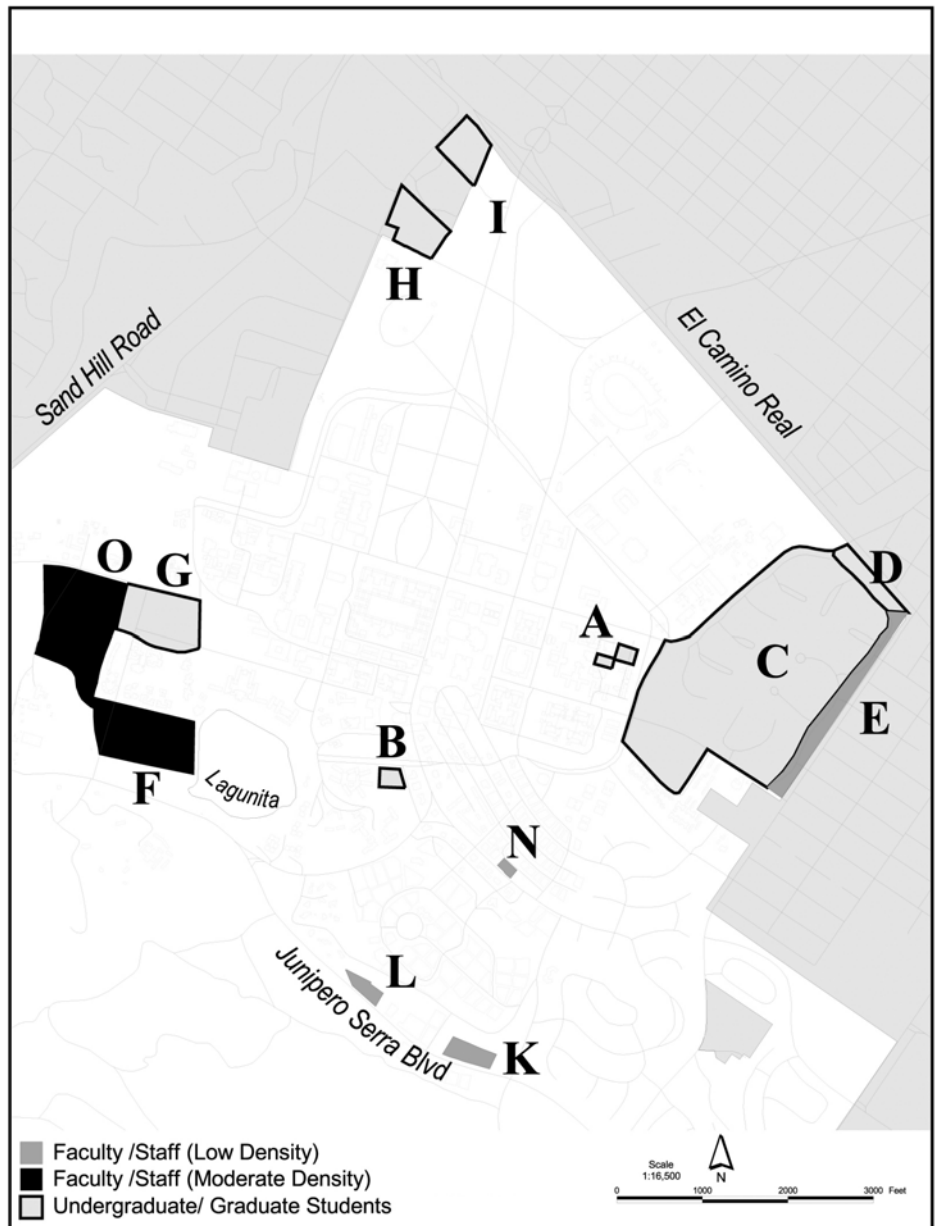 I
H
El Camino Real
Sand Hill Road
O
G
D
A
C
E
B
F
Lagunita
N
L
Junipero Serra Blvd
K
Faculty /Staff (Low Density)
Faculty /Staff (Moderate Density)
Undergraduate/ Graduate Students
Scale
1:16,500
N
0 1000 2000 3000 Feet